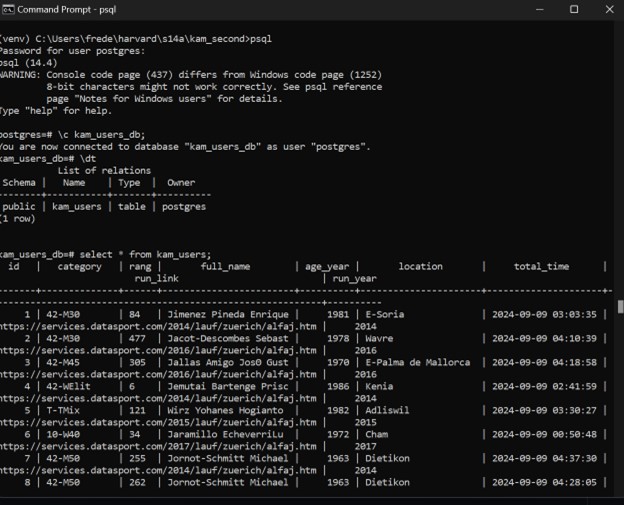 Command Prompt - psql
(venv) C:\Users\frede\harvard\s14a\kam_second>psql
Password for user postgres:
psql (14.4)
WARNING: Console code page (437) differs from Windows code page (1252)
         8-bit characters might not work correctly. See psql reference
         page "Notes for Windows users" for details.
Type "help" for help.
postgres=# \c kam_users_db;
You are now connected to database "kam_users_db" as user "postgres".
kam_users_db=# \dt
           List of relations
 Schema |   Name    | Type  |  Owner
--------+-----------+-------+----------
 public | kam_users | table | postgres
(1 row)
kam_users_db=# select * from kam_users;
  id   |  category  | rang |       full_name        | age_year |      location       |     total_time      |
                       run_link                        | run_year
   1 | 42-M30     | 84   | Jimenez Pineda Enrique |     1981 | E-Soria             | 2024-09-09 03:03:35 |
https://services.datasport.com/2014/lauf/zuerich/alfaj.htm |     2014
   2 | 42-M30     | 477  | Jacot-Descombes Sebast |     1978 | Wavre               | 2024-09-09 04:10:39 |
https://services.datasport.com/2016/lauf/zuerich/alfaj.htm |     2016
   3 | 42-M45     | 305  | Jallas Amigo Jos0 Gust |     1970 | E-Palma de Mallorca | 2024-09-09 04:18:58 |
https://services.datasport.com/2016/lauf/zuerich/alfaj.htm |     2016
   4 | 42-WElit   | 6    | Jemutai Bartenge Prisc |     1986 | Kenia               | 2024-09-09 02:41:59 |
https://services.datasport.com/2014/lauf/zuerich/alfaj.htm |     2014
   5 | T-TMix     | 121  | Wirz Yohanes Hogianto  |     1982 | Adliswil            | 2024-09-09 03:30:27 |
https://services.datasport.com/2015/lauf/zuerich/alfaj.htm |     2015
   6 | 10-W40     | 34   | Jaramillo EcheverriLu  |     1972 | Cham                | 2024-09-09 00:50:48 |
https://services.datasport.com/2017/lauf/zuerich/alfaj.htm |     2017
   7 | 42-M50     | 255  | Jornot-Schmitt Michael |     1963 | Dietikon            | 2024-09-09 04:37:30 |
https://services.datasport.com/2014/lauf/zuerich/alfaj.htm |     2014
   8 | 42-M50     | 262  | Jornot-Schmitt Michael |     1963 | Dietikon            | 2024-09-09 04:28:05 |